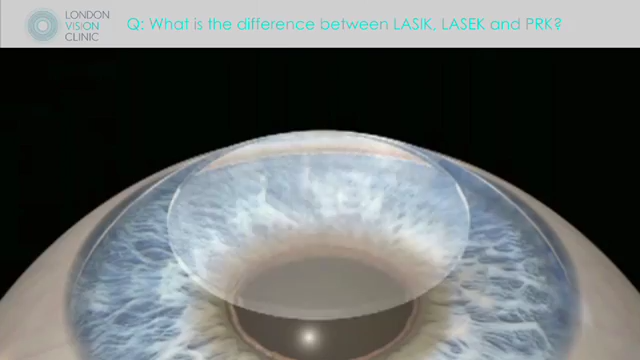 LONDON
VISION
CLINIC
Q: What is the difference between LASIK, LASEK and PRK?